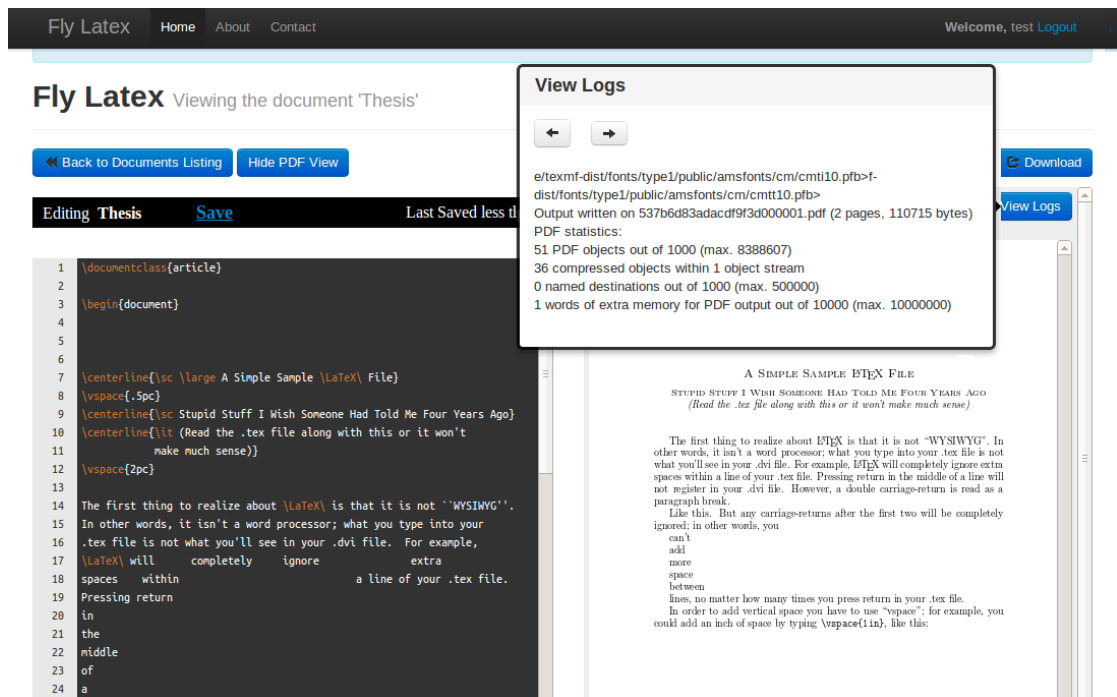 Fly Latex Home About Contact Welcome, test Logout
Fly Latex Viewing the document 'Thesis'
Back to Documents Listing Hide PDF View Download
Editing Thesis Save Last Saved less
View Logs
View Logs
e/texmf-dist/fonts/type1/public/amsfonts/cm/cmti10.pfb>f-
dist/fonts/type1/public/amsfonts/cm/cmtt10.pfb>
Output written on 537b6d83adacdf9f3d000001.pdf (2 pages, 110715 bytes)
PDF statistics:
51 PDF objects out of 1000 (max. 8388607)
36 compressed objects within 1 object stream
0 named destinations out of 1000 (max. 500000)
1 words of extra memory for PDF output out of 10000 (max. 10000000)
1 \documentclass{article}
2
3 \begin{document}
4
5
6
7 \centerline{\sc \large A Simple Sample \LaTeX\ File}
8 \vspace{.5pc}
9 \centerline{\sc Stupid Stuff I Wish Someone Had Told Me Four Years Ago}
10 \centerline{\it (Read the .tex file along with this or it won't
11 make much sense)}
12 \vspace{2pc}
13
14 The first thing to realize about \LaTeX\ is that it is not ``WYSIWYG''.
15 In other words, it isn't a word processor; what you type into your
16 .tex file is not what you'll see in your .dvi file. For example,
17 \LaTeX\ will completely ignore extra
18 spaces within a line of your .tex file.
19 Pressing return
20 in
21 the
22 middle
23 of
24 a
A SIMPLE SAMPLE LATEX FILE
STUPID STUFF I WISH SOMEONE HAD TOLD ME FOUR YEARS AGO
(Read the .tex file along with this or it won't make much sense)
The first thing to realize about LATEX is that it is not "WYSIWYG". In
other words, it isn't a word processor; what you type into your .tex file is not
what you'll see in your .dvi file. For example, LATEX will completely ignore extra
spaces within a line of your .tex file. Pressing return in the middle of a line will
not register in your .dvi file. However, a double carriage-return is read as a
paragraph break.
Like this. But any carriage-returns after the first two will be completely
ignored; in other words, you
can't
add
more
space
between
lines, no matter how many times you press return in your .tex file.
In order to add vertical space you have to use "vspace"; for example, you
could add an inch of space by typing \vspace{1in}, like this: